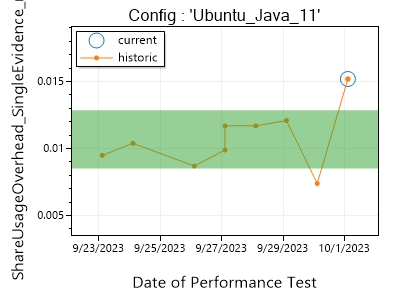 Config : 'Ubuntu_Java_11'
current
historic
ShareUsageOverhead_SingleEvidence_
0.015
0.01
0.005
9/23/2023
9/25/2023
9/27/2023
9/29/2023
10/1/2023
Date of Performance Test